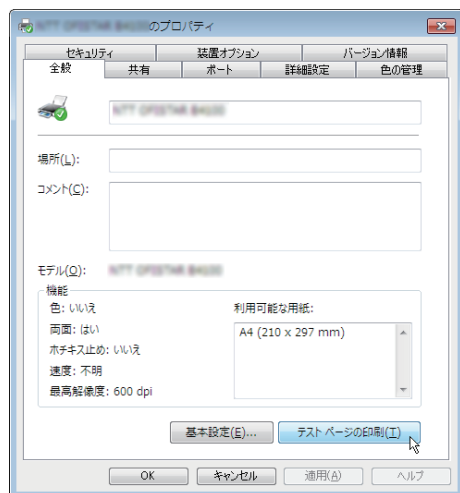 のプロパティ
セキュリティ 装置オプション バージョン情報
全般 共有 ポート 詳細設定 色の管理
場所(L):
コメント(C):
モデル(O):
機能
色: いいえ
両面: はい
ホチキス止め: いいえ
速度: 不明
最高解像度: 600 dpi
利用可能な用紙:
A4 (210 x 297 mm)
基本設定(E)... テスト ページの印刷(T)
OK キャンセル 適用(A) ヘルプ